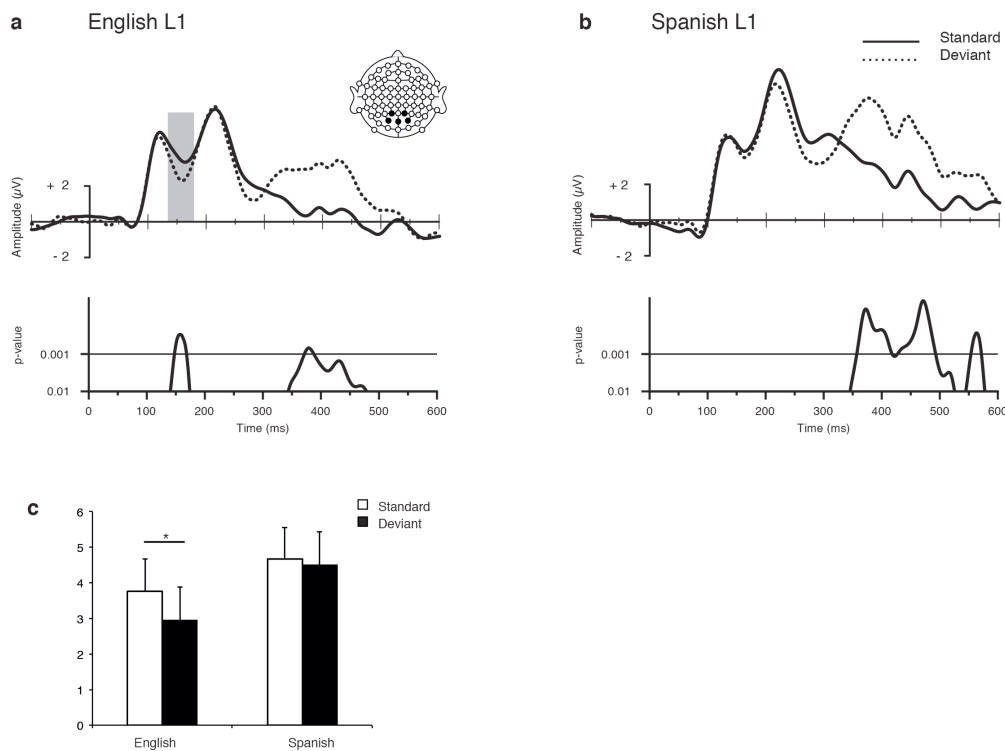 a English L1
+ 2
- 2
Amplitude (µV)
p-value
0.001
0.01
0 100 200 300 400 500 600
Time (ms)
b Spanish L1
Standard
Deviant
+ 2
- 2
Amplitude (µV)
p-value
0.001
0.01
0 100 200 300 400 500 600
Time (ms)
c
Standard
Deviant
6
5
4
3
2
1
0
*
English Spanish